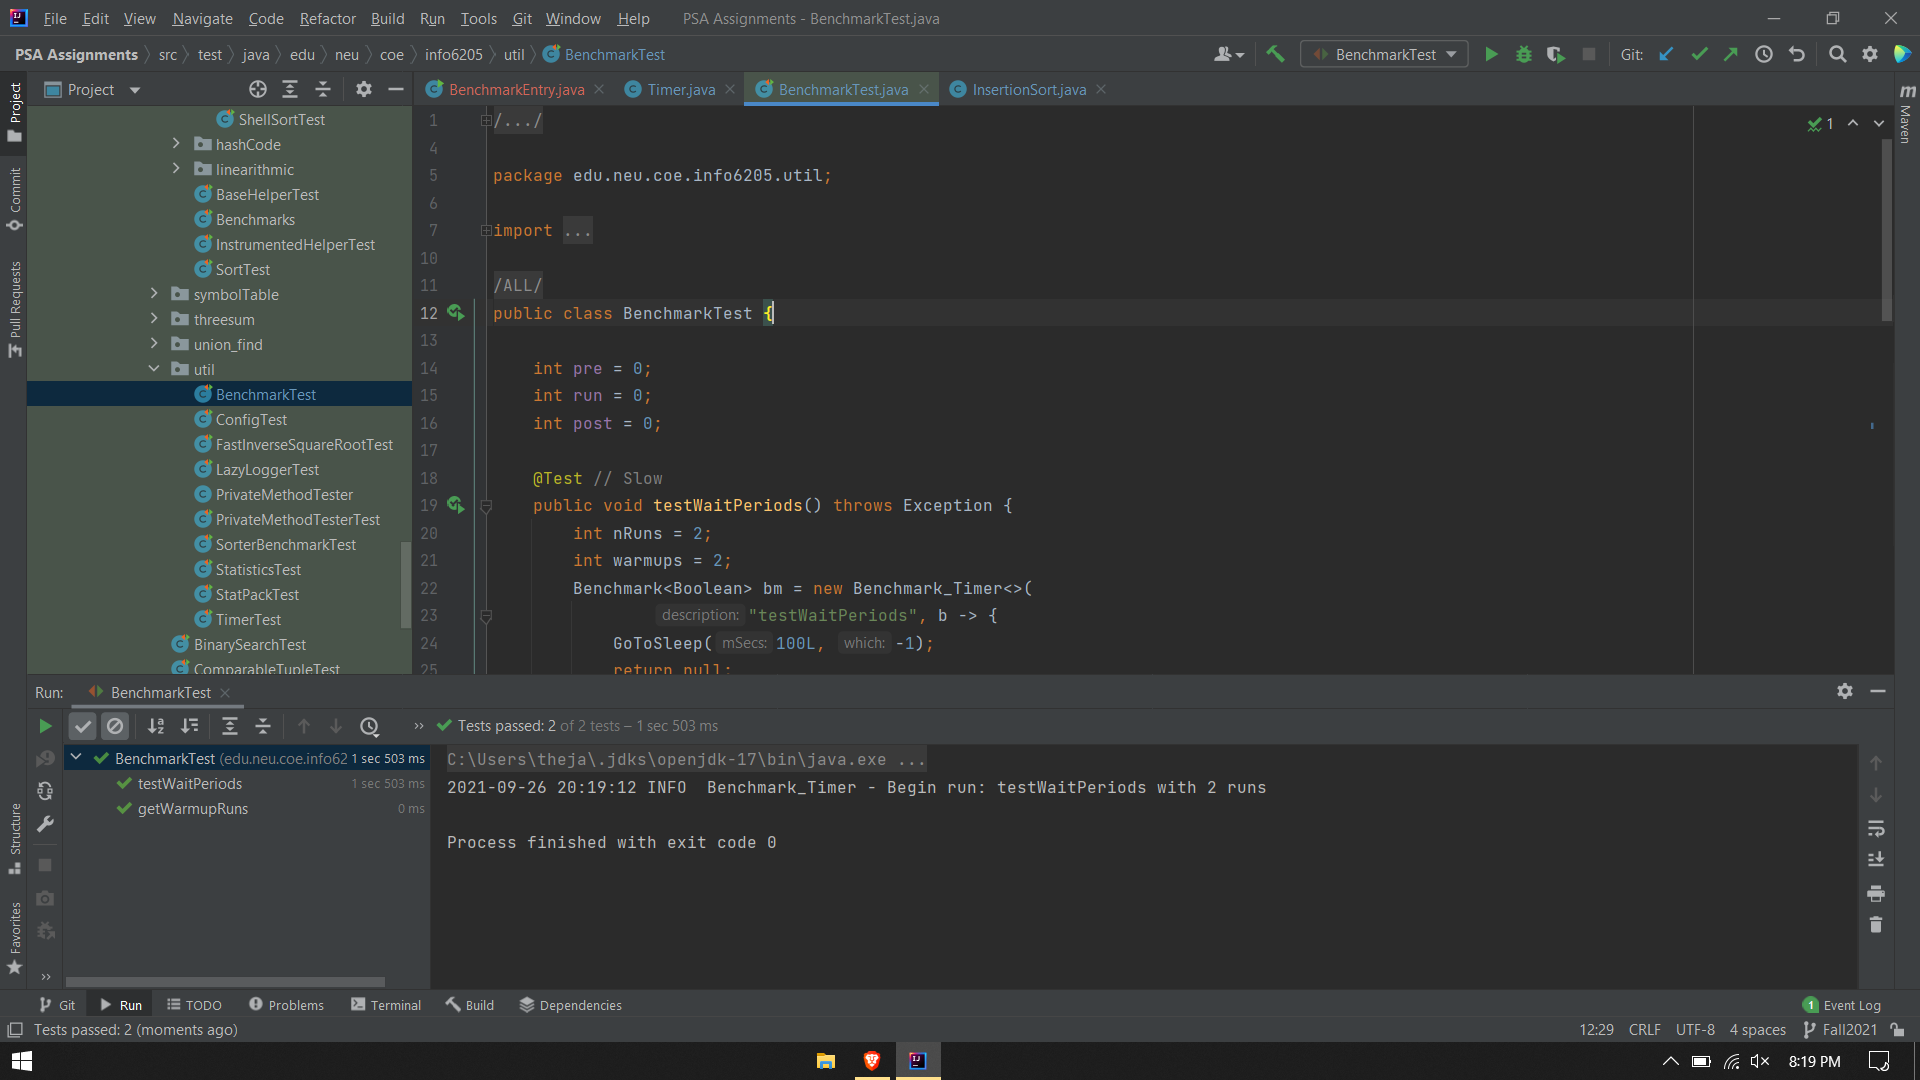 File Edit View Navigate Code Refactor Build Run Tools Git Window Help PSA Assignments - BenchmarkTest.java
PSA Assignments src test java edu neu coe info6205 util BenchmarkTest BenchmarkTest Git:
Project
BenchmarkEntry.java Timer.java BenchmarkTest.java InsertionSort.java
Project
Commit
Pull Requests
Structure
Favorites
Maven
ShellSortTest
hashCode
linearithmic
BaseHelperTest
Benchmarks
InstrumentedHelperTest
SortTest
symbolTable
threesum
union_find
util
BenchmarkTest
ConfigTest
FastInverseSquareRootTest
LazyLoggerTest
PrivateMethodTester
PrivateMethodTesterTest
SorterBenchmarkTest
StatisticsTest
StatPackTest
TimerTest
BinarySearchTest
ComparableTupleTest
1 /.../
1
4
5 package edu.neu.coe.info6205.util;
6
7 import ...
10
11 /ALL/
12 public class BenchmarkTest {
13
14 int pre = 0;
15 int run = 0;
16 int post = 0;
17
18 @Test // Slow
19 public void testWaitPeriods() throws Exception {
20 int nRuns = 2;
21 int warmups = 2;
22 Benchmark<Boolean> bm = new Benchmark_Timer<>(
23 description: "testWaitPeriods", b -> {
24 GoToSleep( mSecs: 100L, which: -1);
25 return null;
Run: BenchmarkTest
Tests passed: 2 of 2 tests – 1 sec 503 ms
BenchmarkTest (edu.neu.coe.info62 1 sec 503 ms
testWaitPeriods 1 sec 503 ms
getWarmupRuns 0 ms
C:\Users\theja\.jdks\openjdk-17\bin\java.exe ...
2021-09-26 20:19:12 INFO  Benchmark_Timer - Begin run: testWaitPeriods with 2 runs
Process finished with exit code 0
Git Run TODO Problems Terminal Build Dependencies 1 Event Log
Tests passed: 2 (moments ago) 12:29 CRLF UTF-8 4 spaces Fall2021
8:19 PM